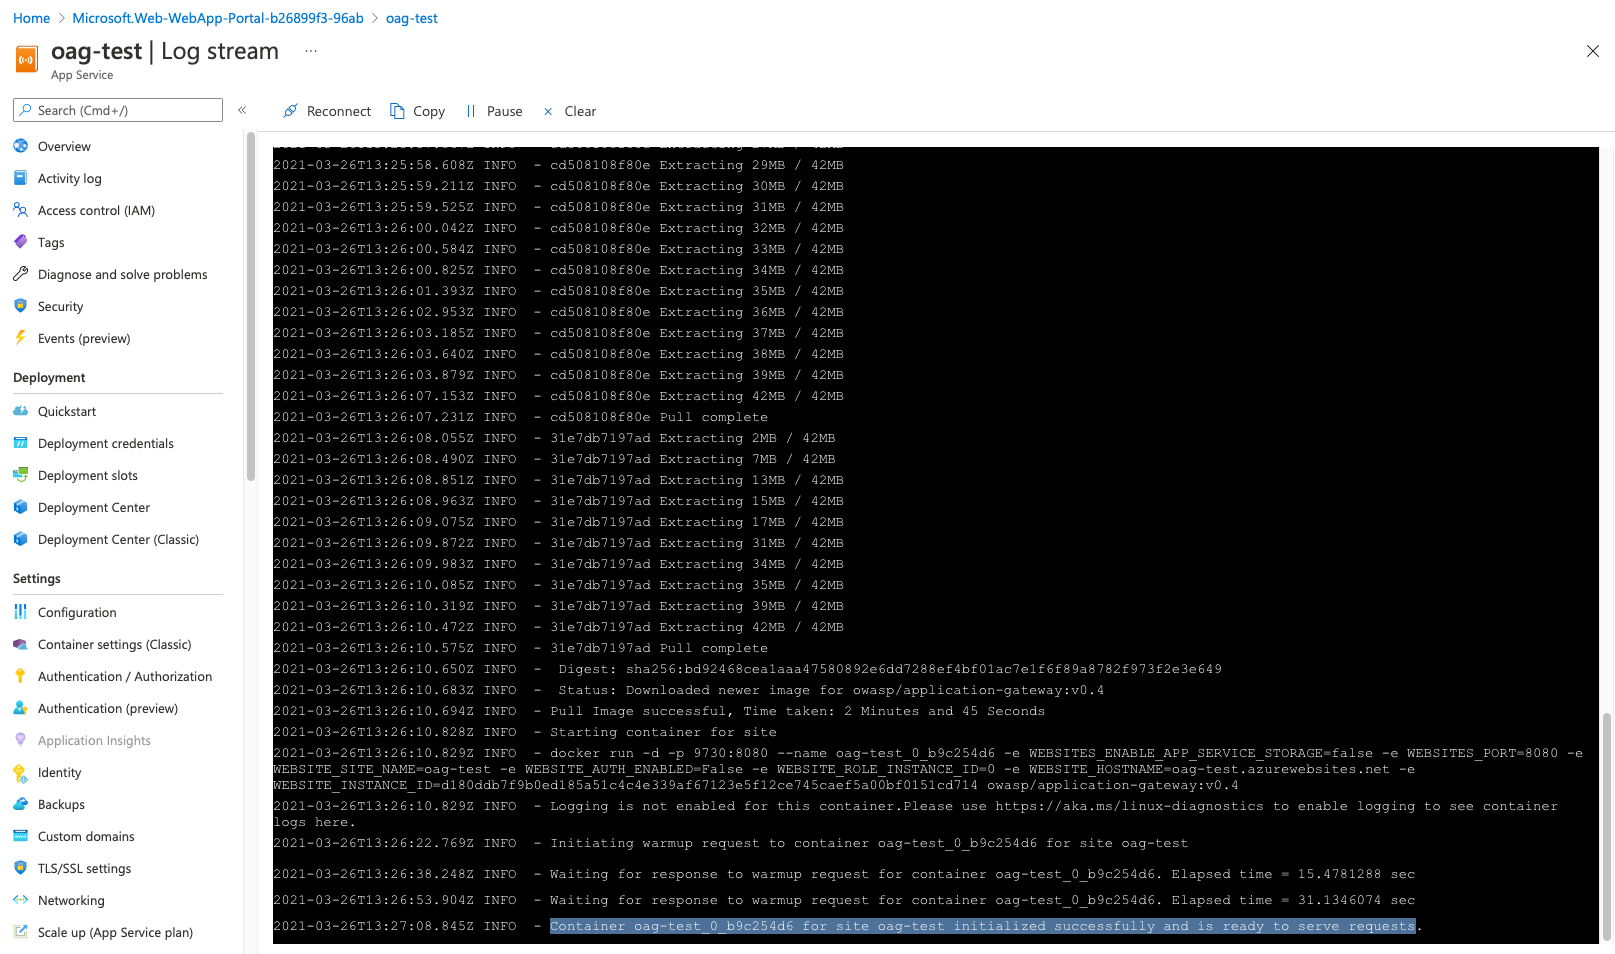 Home > Microsoft.Web-WebApp-Portal-b26899f3-96ab > oag-test
oag-test | Log stream ...
App Service
Search (Cmd+/)
«
Reconnect
Copy
Pause
Clear
Overview
Activity log
Access control (IAM)
Tags
Diagnose and solve problems
Security
Events (preview)
Deployment
Quickstart
Deployment credentials
Deployment slots
Deployment Center
Deployment Center (Classic)
Settings
Configuration
Container settings (Classic)
Authentication / Authorization
Authentication (preview)
Application Insights
Identity
Backups
Custom domains
TLS/SSL settings
Networking
Scale up (App Service plan)
2021-03-26T13:25:58.608Z INFO  - cd508108f80e Extracting 29MB / 42MB
2021-03-26T13:25:59.211Z INFO  - cd508108f80e Extracting 30MB / 42MB
2021-03-26T13:25:59.525Z INFO  - cd508108f80e Extracting 31MB / 42MB
2021-03-26T13:26:00.042Z INFO  - cd508108f80e Extracting 32MB / 42MB
2021-03-26T13:26:00.584Z INFO  - cd508108f80e Extracting 33MB / 42MB
2021-03-26T13:26:00.825Z INFO  - cd508108f80e Extracting 34MB / 42MB
2021-03-26T13:26:01.393Z INFO  - cd508108f80e Extracting 35MB / 42MB
2021-03-26T13:26:02.953Z INFO  - cd508108f80e Extracting 36MB / 42MB
2021-03-26T13:26:03.185Z INFO  - cd508108f80e Extracting 37MB / 42MB
2021-03-26T13:26:03.640Z INFO  - cd508108f80e Extracting 38MB / 42MB
2021-03-26T13:26:03.879Z INFO  - cd508108f80e Extracting 39MB / 42MB
2021-03-26T13:26:07.153Z INFO  - cd508108f80e Extracting 42MB / 42MB
2021-03-26T13:26:07.231Z INFO  - cd508108f80e Pull complete
2021-03-26T13:26:08.055Z INFO  - 31e7db7197ad Extracting 2MB / 42MB
2021-03-26T13:26:08.490Z INFO  - 31e7db7197ad Extracting 7MB / 42MB
2021-03-26T13:26:08.851Z INFO  - 31e7db7197ad Extracting 13MB / 42MB
2021-03-26T13:26:08.963Z INFO  - 31e7db7197ad Extracting 15MB / 42MB
2021-03-26T13:26:09.075Z INFO  - 31e7db7197ad Extracting 17MB / 42MB
2021-03-26T13:26:09.872Z INFO  - 31e7db7197ad Extracting 31MB / 42MB
2021-03-26T13:26:09.983Z INFO  - 31e7db7197ad Extracting 34MB / 42MB
2021-03-26T13:26:10.085Z INFO  - 31e7db7197ad Extracting 35MB / 42MB
2021-03-26T13:26:10.319Z INFO  - 31e7db7197ad Extracting 39MB / 42MB
2021-03-26T13:26:10.472Z INFO  - 31e7db7197ad Extracting 42MB / 42MB
2021-03-26T13:26:10.575Z INFO  - 31e7db7197ad Pull complete
2021-03-26T13:26:10.650Z INFO  -  Digest: sha256:bd92468cea1aaa47580892e6dd7288ef4bf01ac7e1f6f89a8782f973f2e3e649
2021-03-26T13:26:10.683Z INFO  -  Status: Downloaded newer image for owasp/application-gateway:v0.4
2021-03-26T13:26:10.694Z INFO  - Pull Image successful, Time taken: 2 Minutes and 45 Seconds
2021-03-26T13:26:10.828Z INFO  - Starting container for site
2021-03-26T13:26:10.829Z INFO  - docker run -d -p 9730:8080 --name oag-test_0_b9c254d6 -e WEBSITES_ENABLE_APP_SERVICE_STORAGE=false -e WEBSITES_PORT=8080 -e
WEBSITE_SITE_NAME=oag-test -e WEBSITE_AUTH_ENABLED=False -e WEBSITE_ROLE_INSTANCE_ID=0 -e WEBSITE_HOSTNAME=oag-test.azurewebsites.net -e
WEBSITE_INSTANCE_ID=d180ddb7f9b0ed185a51c4c4e339af67123e5f12ce745caef5a00bf0151cd714 owasp/application-gateway:v0.4
2021-03-26T13:26:10.829Z INFO  - Logging is not enabled for this container.Please use https://aka.ms/linux-diagnostics to enable logging to see container
logs here.
2021-03-26T13:26:22.769Z INFO  - Initiating warmup request to container oag-test_0_b9c254d6 for site oag-test
2021-03-26T13:26:38.248Z INFO  - Waiting for response to warmup request for container oag-test_0_b9c254d6. Elapsed time = 15.4781288 sec
2021-03-26T13:26:53.904Z INFO  - Waiting for response to warmup request for container oag-test_0_b9c254d6. Elapsed time = 31.1346074 sec
2021-03-26T13:27:08.845Z INFO  - Container oag-test_0_b9c254d6 for site oag-test initialized successfully and is ready to serve requests.